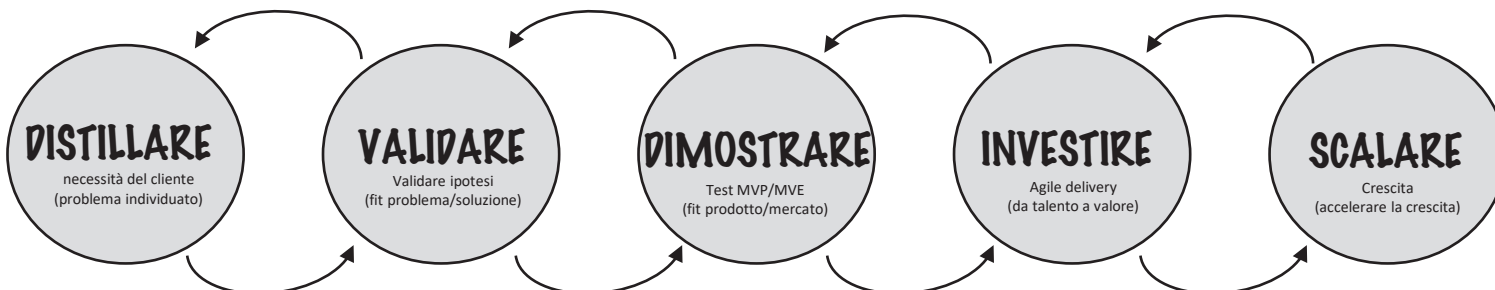 DISTILLARE
necessità del cliente
(problema individuato)
VALIDARE
Validare ipotesi
(fit problema/soluzione)
DIMOSTRARE
Test MVP/MVE
(fit prodotto/mercato)
INVESTIRE
Agile delivery
(da talento a valore)
SCALARE
Crescita
(accelerare la crescita)